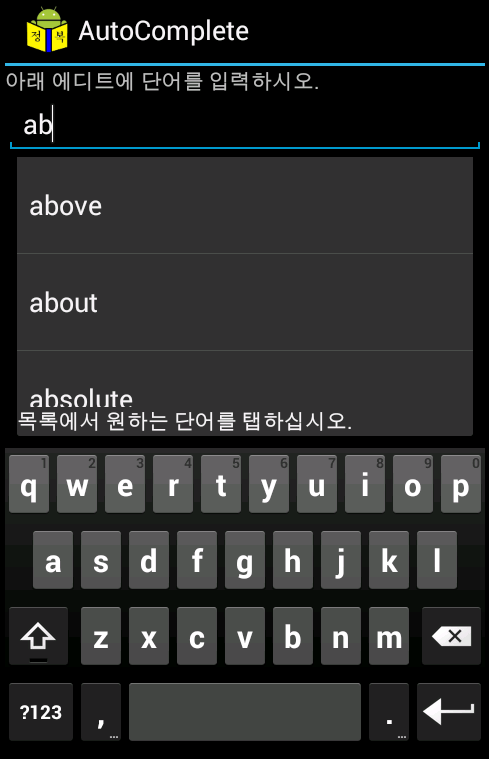 정 복
AutoComplete
아래 에디트에 단어를 입력하시오.
ab
above
about
absolute
목록에서 원하는 단어를 탭하십시오.
1 2 3 4 5 6 7 8 9 0
q w e r t y u i o p
a s d f g h j k l
z x c v b n m
?123 , ... . ...